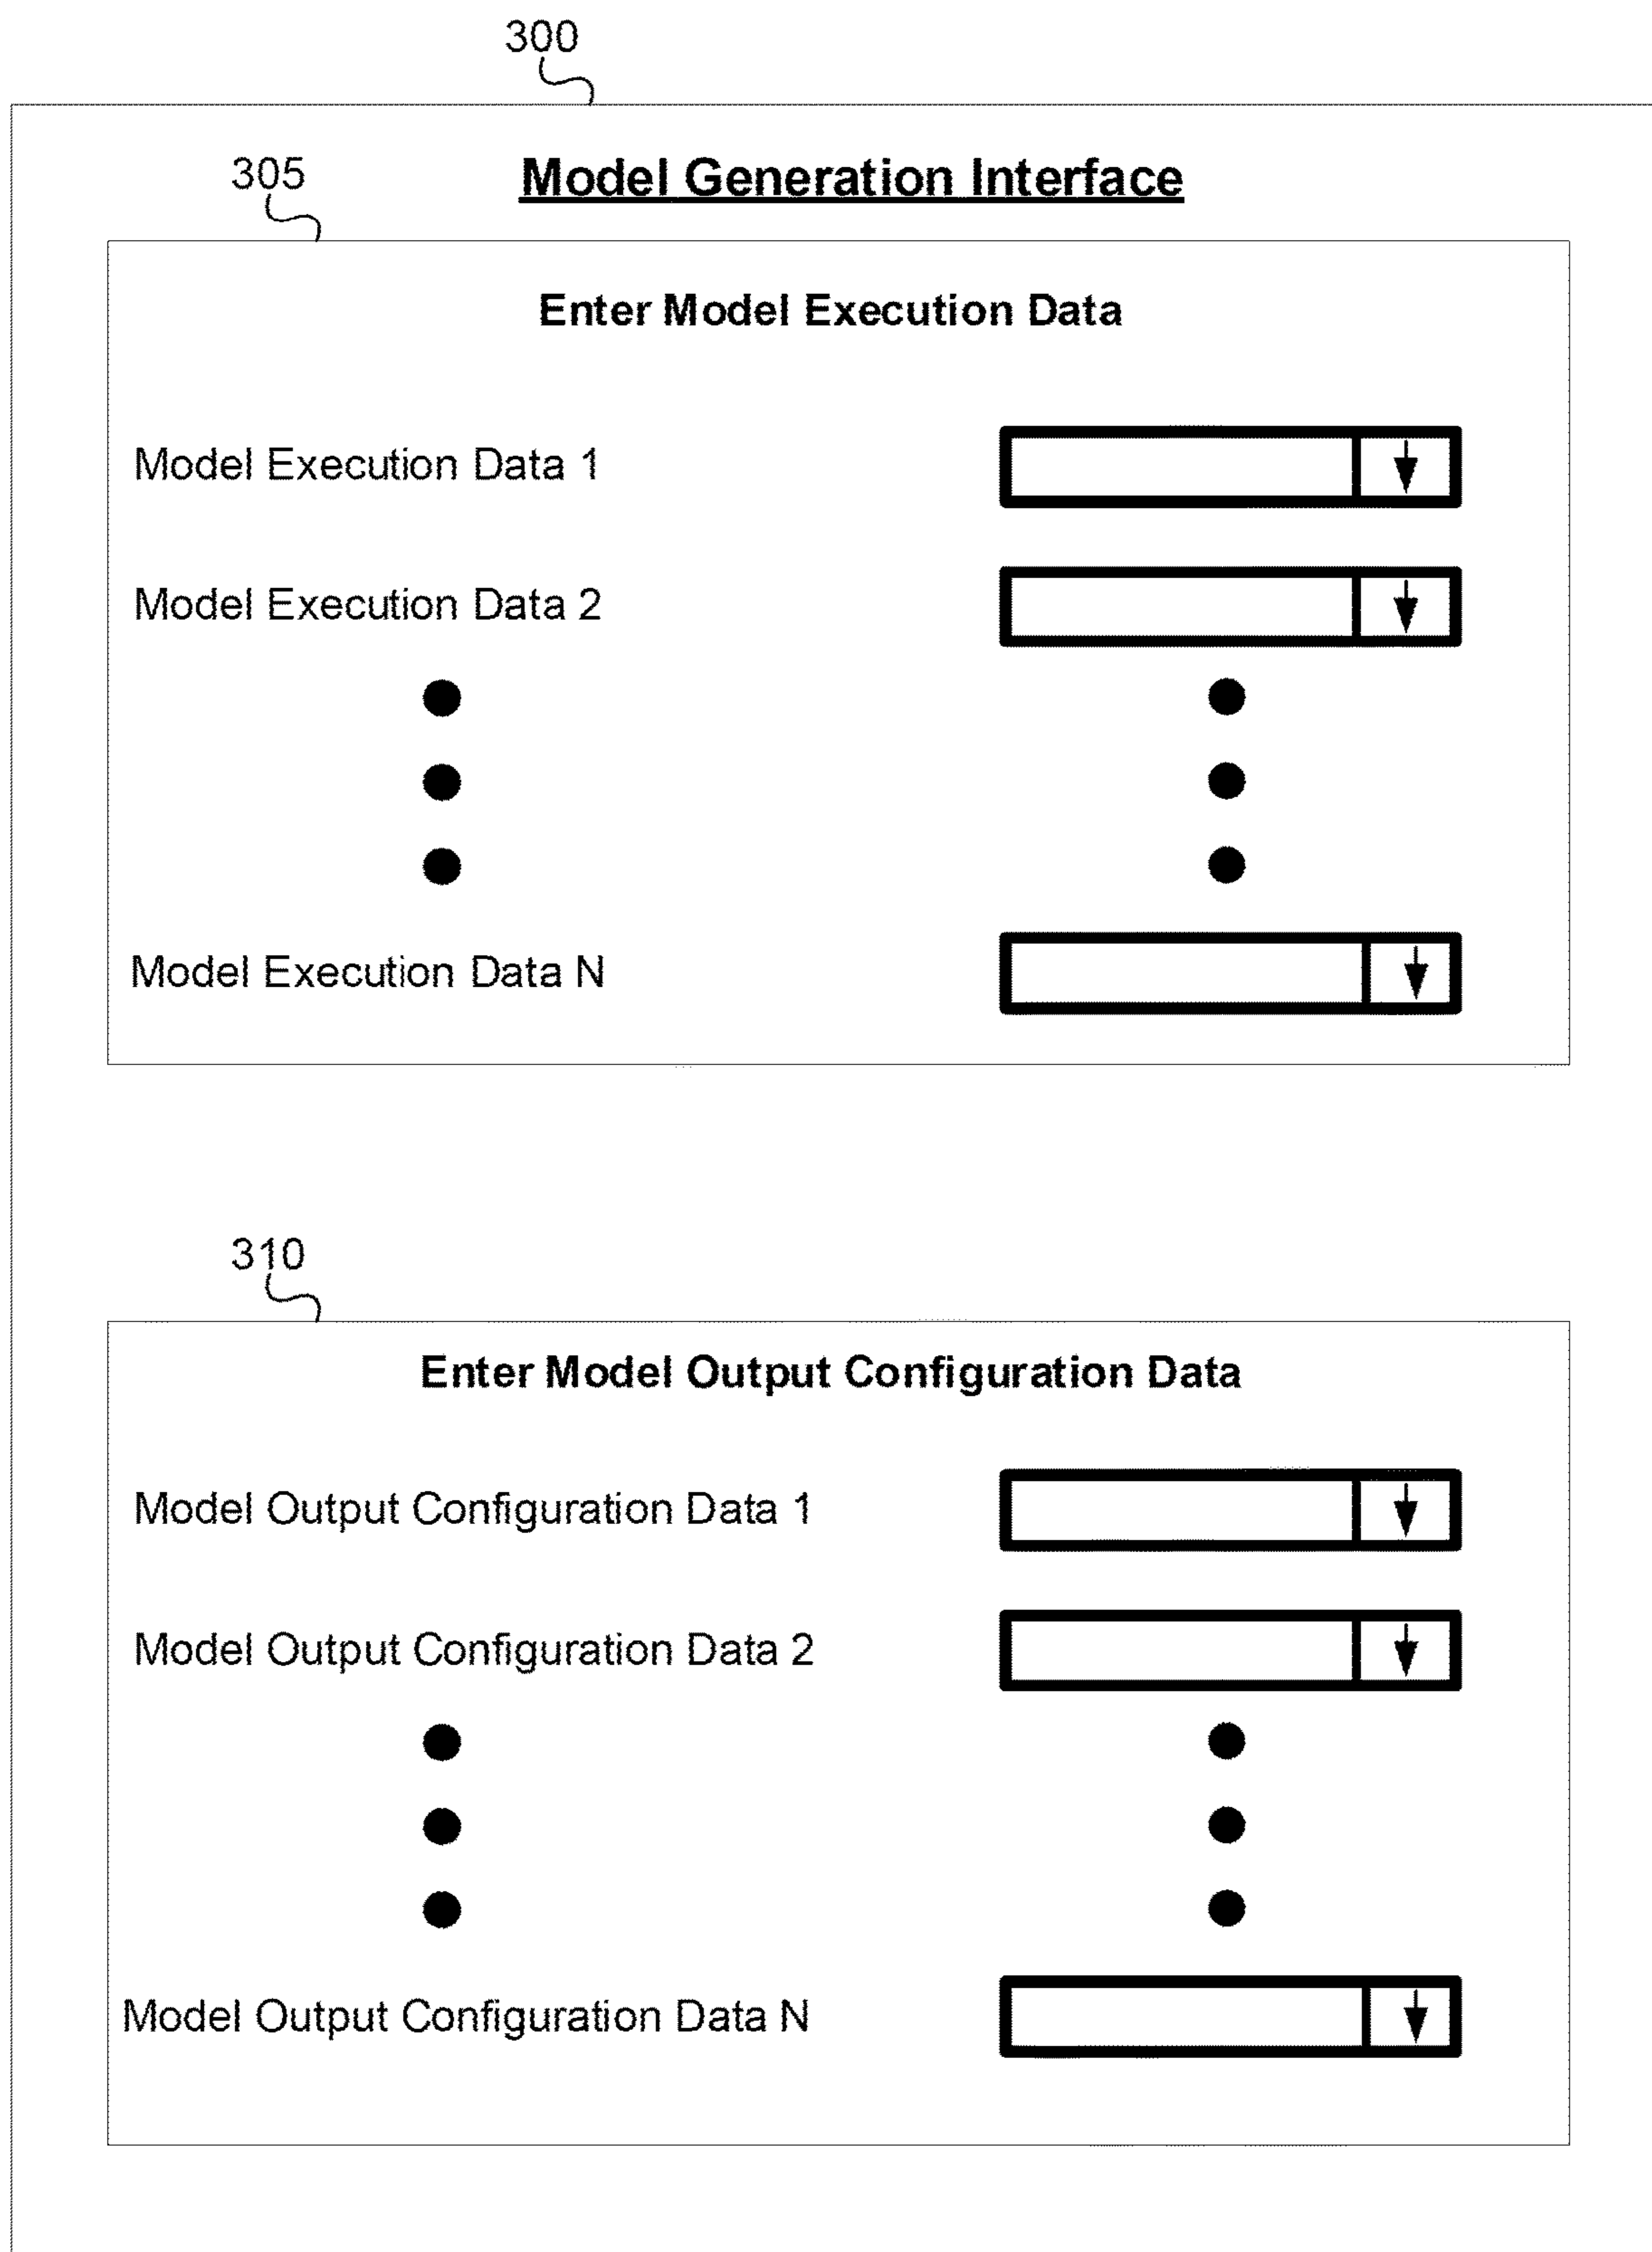 300
305
Model Generation Interface
Enter Model Execution Data
Model Execution Data 1
Model Execution Data 2
Model Execution Data N
310
Enter Model Output Configuration Data
Model Output Configuration Data 1
Model Output Configuration Data 2
Model Output Configuration Data N